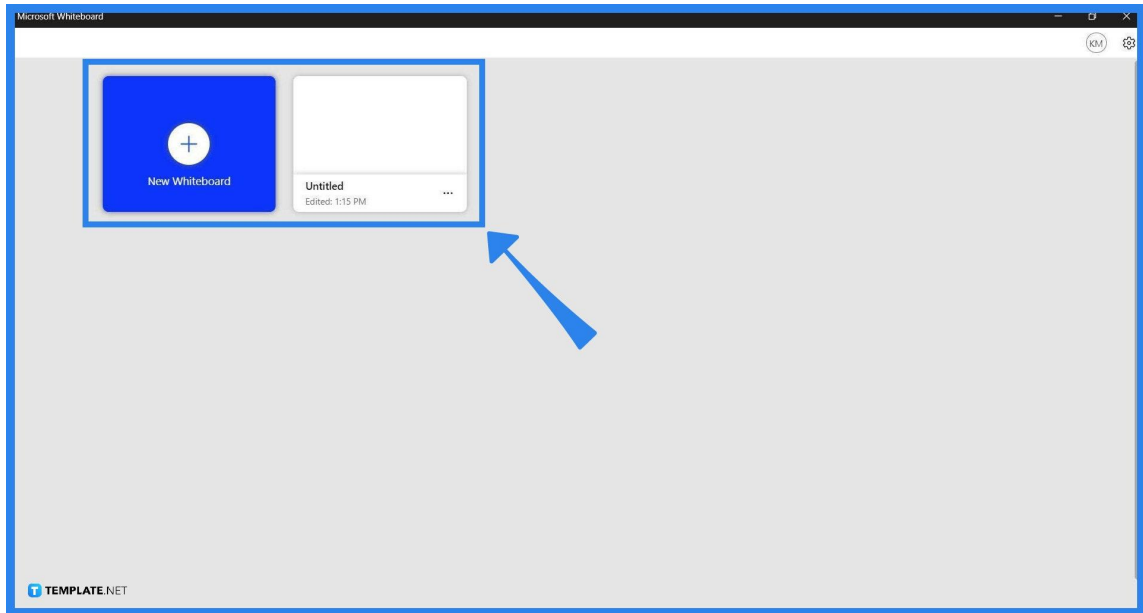 Microsoft Whiteboard
KM
New Whiteboard
Untitled
Edited: 1:15 PM
T TEMPLATE.NET